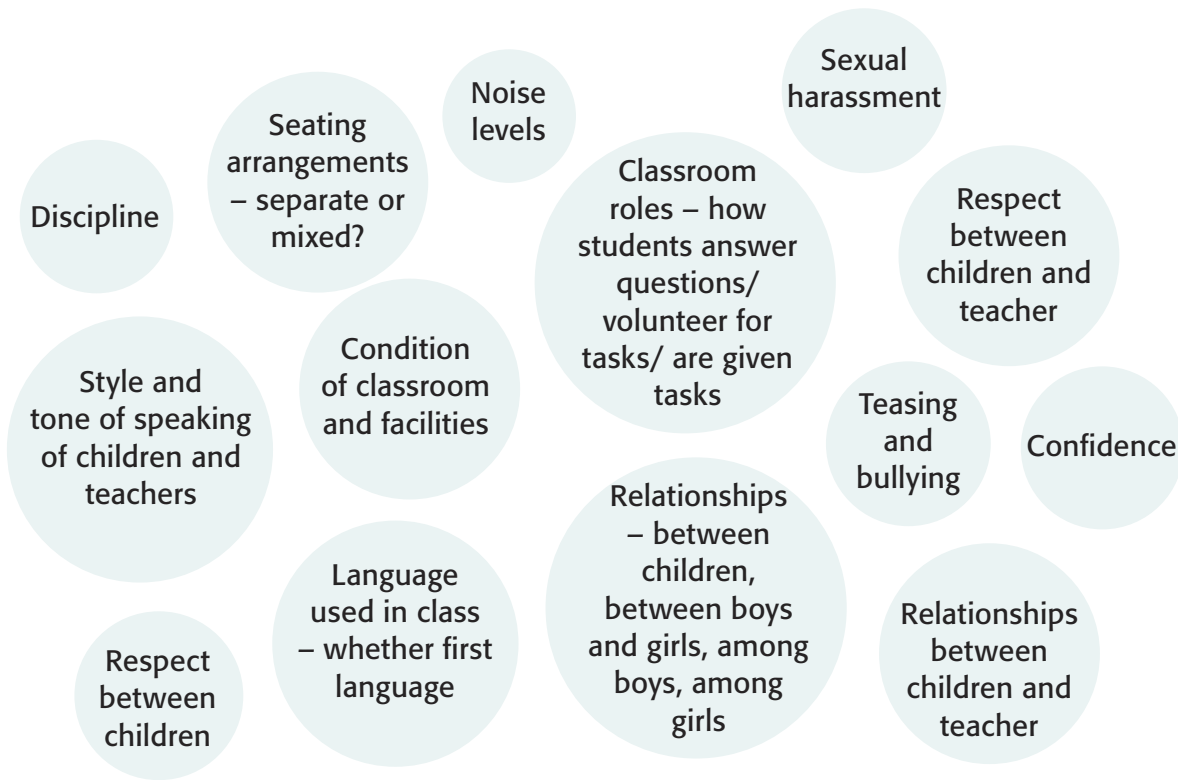 Discipline
Seating
arrangements
– separate or
mixed?
Noise
levels
Sexual
harassment
Classroom
roles – how
students answer
questions/
volunteer for
tasks/ are given
tasks
Respect
between
children and
teacher
Style and
tone of speaking
of children and
teachers
Condition
of classroom
and facilities
Teasing
and
bullying
Confidence
Respect
between
children
Language
used in class
– whether first
language
Relationships
– between
children,
between boys
and girls, among
boys, among
girls
Relationships
between
children and
teacher